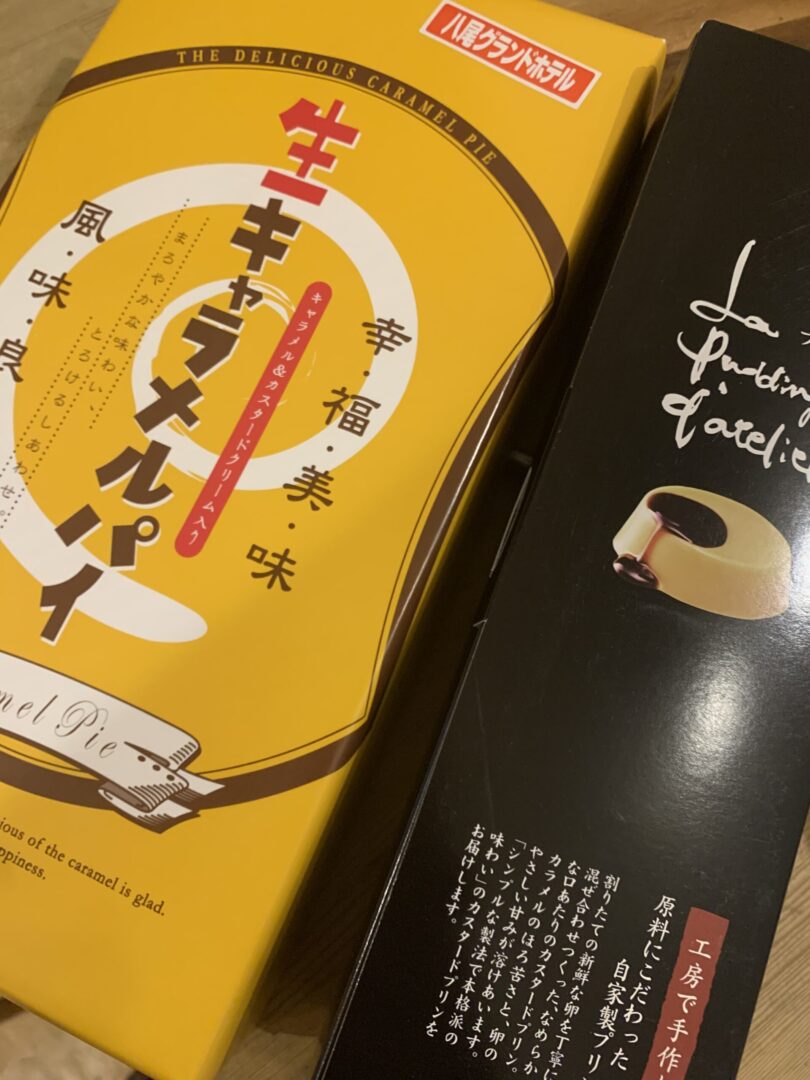 八尾グランドホテル
THE DELICIOUS CARAMEL PIE
生キャラメルパイ
キャラメル&カスタードクリーム入り
幸・福・美・味
風・味・良
まろやかな味わい、
とろけるしあわせ。
Pie
of the caramel is glad.
La
Pudding
d'atelie
工房で手作
原料にこだわった
自家製プリン
割りたての新鮮な卵を丁寧に
混ぜ合わせつくった、なめらか
な口あたりのカスタードプリン。
カラメルのほろ苦さと、卵の
やさしい甘みが溶けあいます。
「シンプルな製法で本格派の
味わい」のカスタードプリンを
お届けします。